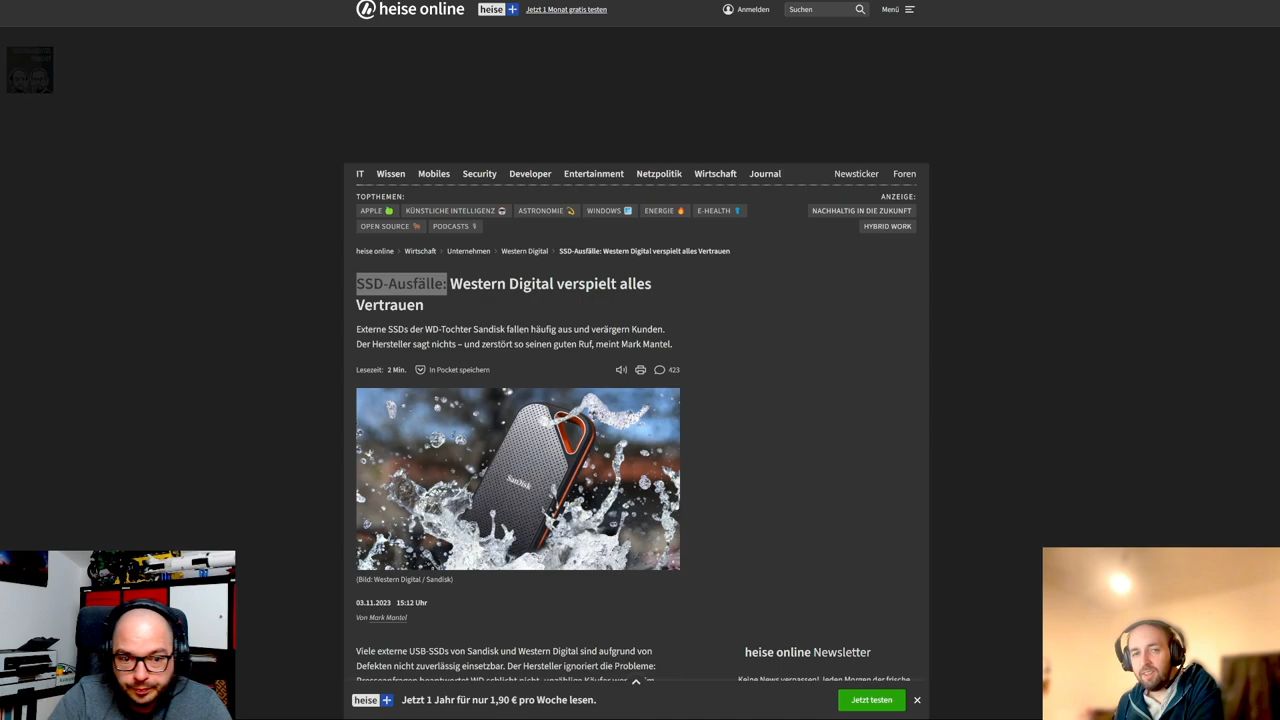 heise online
heise + Jetzt 1 Monat gratis testen
Anmelden
Suchen
Menü
IT Wissen Mobiles Security Developer Entertainment Netzpolitik Wirtschaft Journal Newsticker Foren
TOPTHEMEN:
ANZEIGE:
APPLE KÜNSTLICHE INTELLIGENZ ASTRONOMIE WINDOWS ENERGIE E-HEALTH
NACHHALTIG IN DIE ZUKUNFT
OPEN SOURCE PODCASTS
HYBRID WORK
heise online > Wirtschaft > Unternehmen > Western Digital > SSD-Ausfälle: Western Digital verspielt alles Vertrauen
SSD-Ausfälle: Western Digital verspielt alles
Vertrauen
Externe SSDs der WD-Tochter Sandisk fallen häufig aus und verärgern Kunden.
Der Hersteller sagt nichts – und zerstört so seinen guten Ruf, meint Mark Mantel.
Lesezeit: 2 Min. In Pocket speichern 423
SanDisk
(Bild: Western Digital / Sandisk)
03.11.2023 15:12 Uhr
Von Mark Mantel
Viele externe USB-SSDs von Sandisk und Western Digital sind aufgrund von
Defekten nicht zuverlässig einsetzbar. Der Hersteller ignoriert die Probleme:
heise online Newsletter
heise + Jetzt 1 Jahr für nur 1,90 € pro Woche lesen.
Jetzt testen